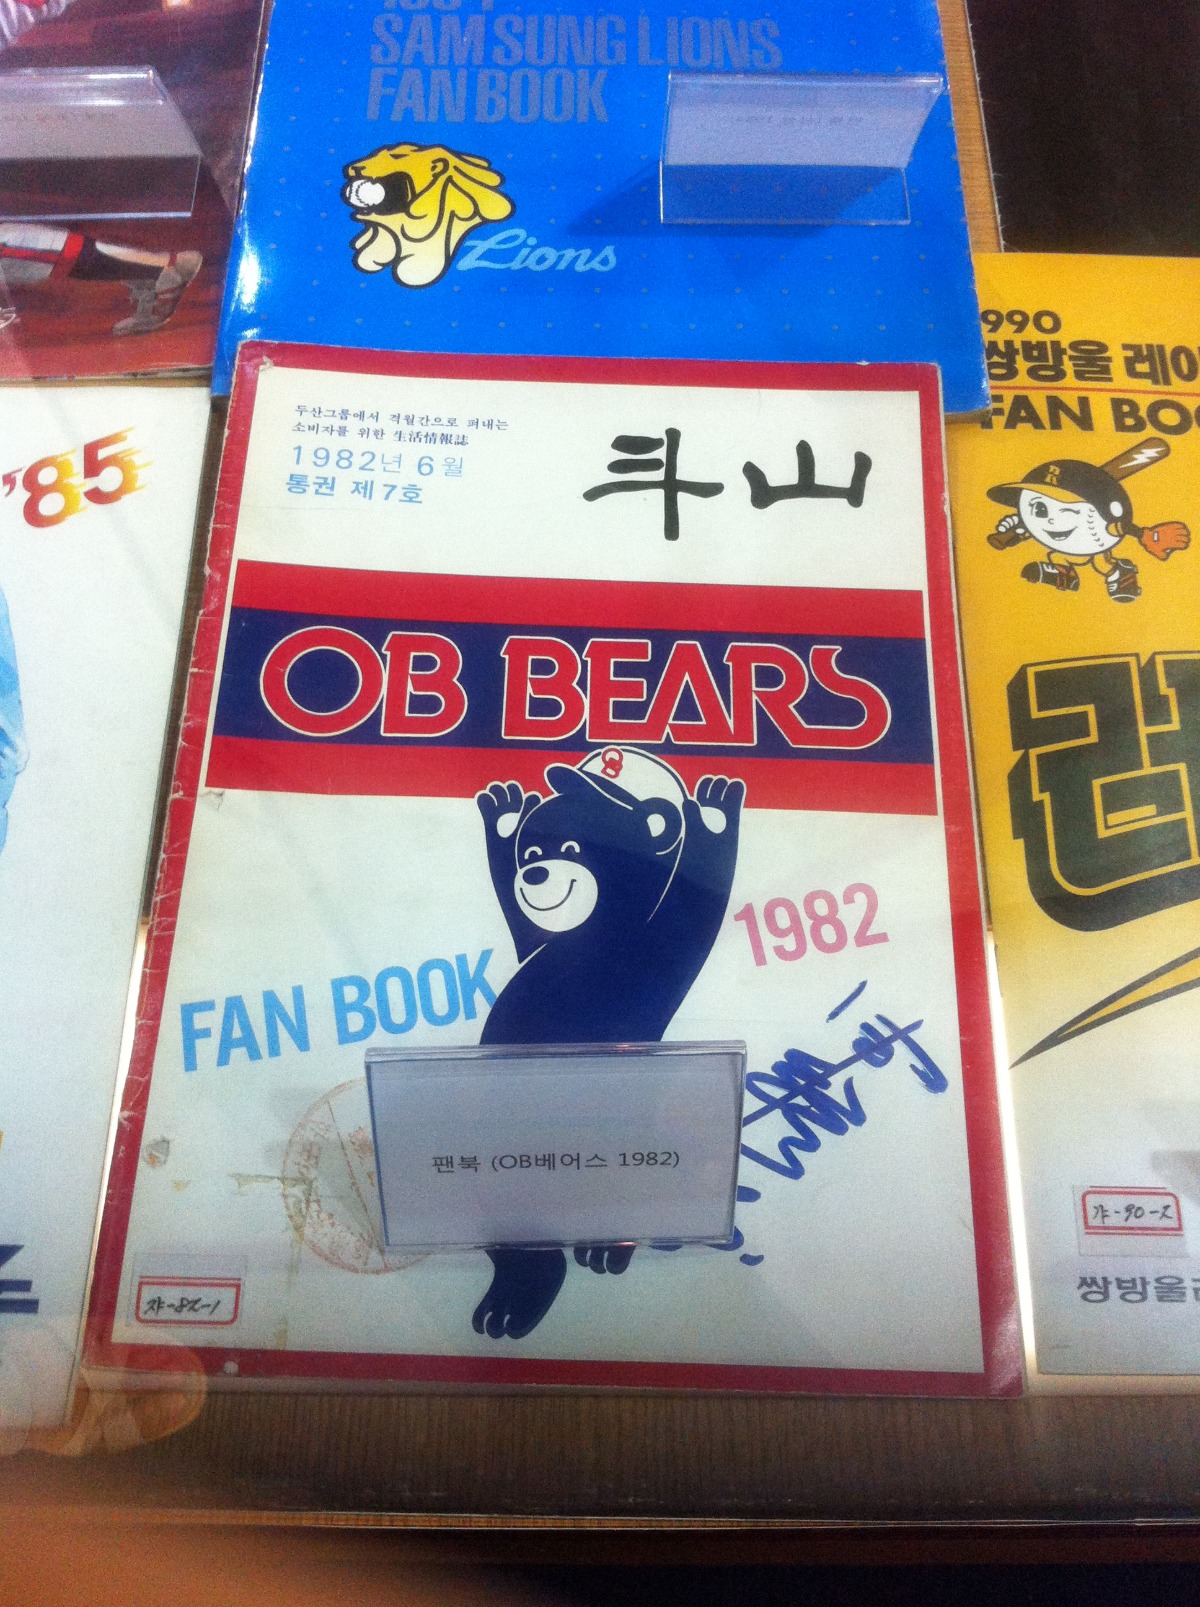 SAMSUNG LIONS
FAN BOOK
Lions
990
쌍방울 레이
FAN BOO
'85
두산그룹에서 격월간으로 펴내는
소비자를 위한 生活情報誌
1982년 6월
통권 제7호
斗山
OB BEARS
1982
FAN BOOK
팬북 (OB베어스 1982)
쌍방울레